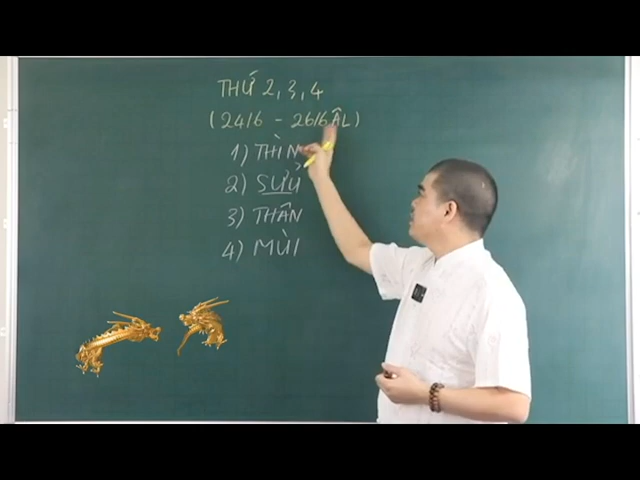 THỨ 2, 3, 4
(24/6 - 26/6 ÂL)
1) THÌN
2) SỬU
3) THÂN
4) MÙI